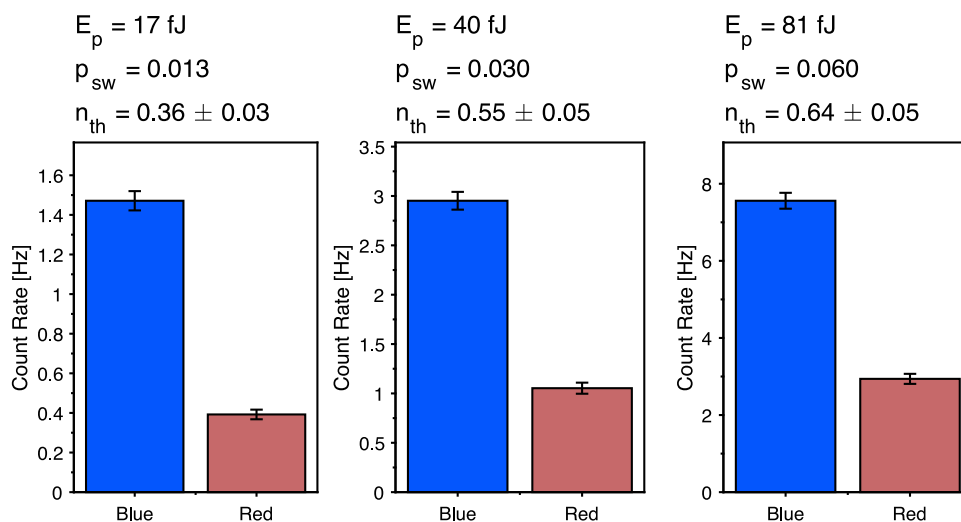 E_p = 17 fJ
p_sw = 0.013
n_th = 0.36 ± 0.03
Count Rate [Hz]
1.6
1.4
1.2
1
0.8
0.6
0.4
0.2
0
Blue
Red
E_p = 40 fJ
p_sw = 0.030
n_th = 0.55 ± 0.05
Count Rate [Hz]
3.5
3
2.5
2
1.5
1
0.5
0
Blue
Red
E_p = 81 fJ
p_sw = 0.060
n_th = 0.64 ± 0.05
Count Rate [Hz]
8
6
4
2
0
Blue
Red